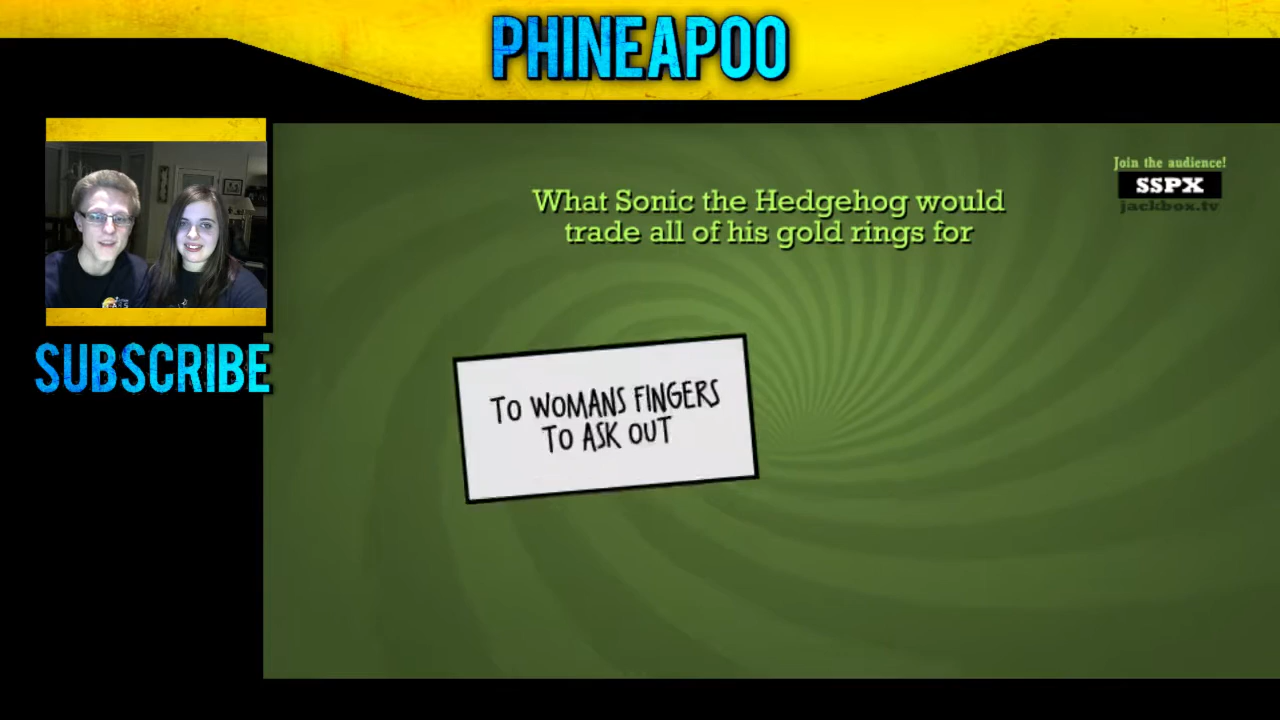 PHINEAPOO
Join the audience!
SSPX
jackbox.tv
What Sonic the Hedgehog would
trade all of his gold rings for
SUBSCRIBE
TO WOMANS FINGERS
TO ASK OUT